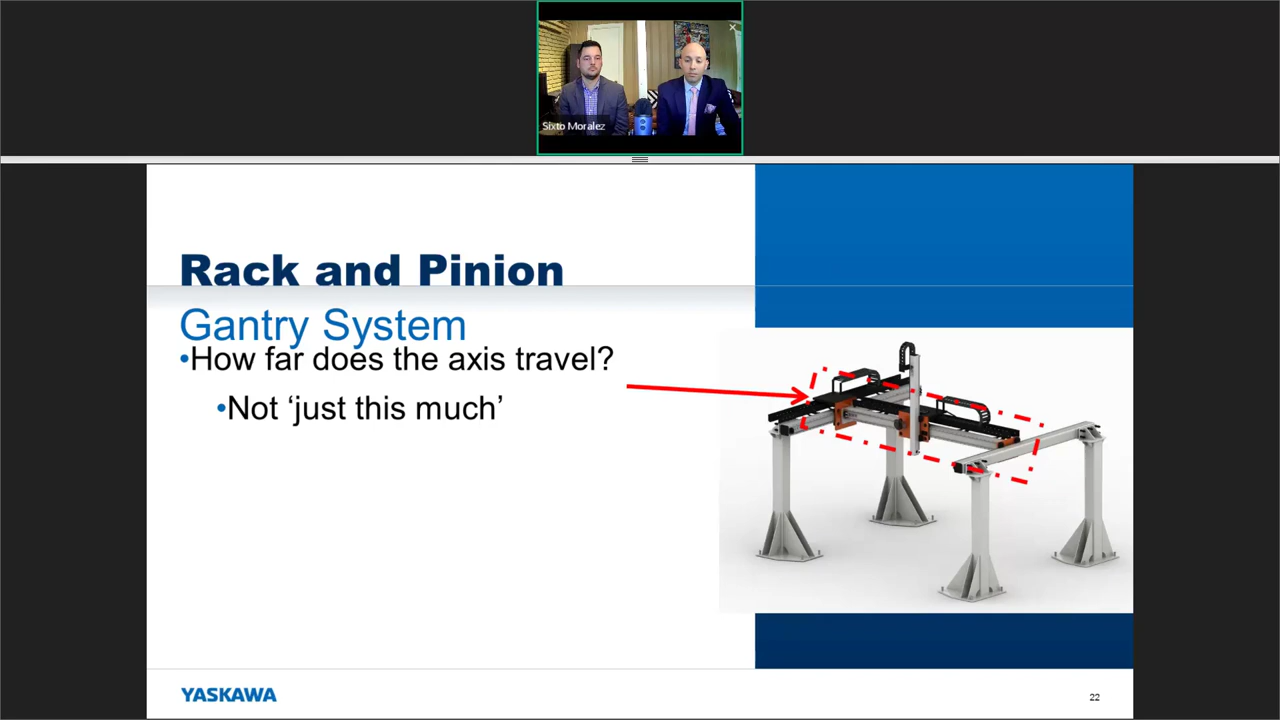 Sixto Moralez
Rack and Pinion
Gantry System
•How far does the axis travel?
•Not ‘just this much’
YASKAWA
22